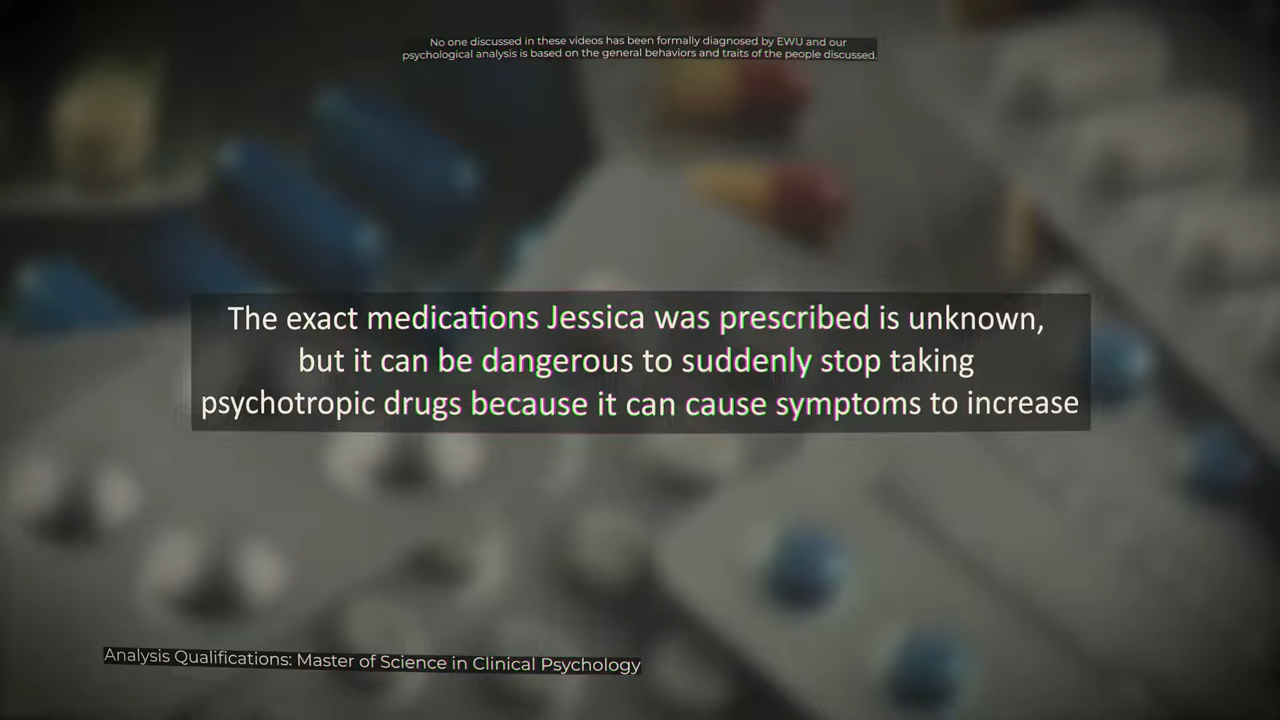 No one discussed in these videos has been formally diagnosed by EWU and our
psychological analysis is based on the general behaviors and traits of the people discussed.
The exact medications Jessica was prescribed is unknown,
but it can be dangerous to suddenly stop taking
psychotropic drugs because it can cause symptoms to increase
Analysis Qualifications: Master of Science in Clinical Psychology